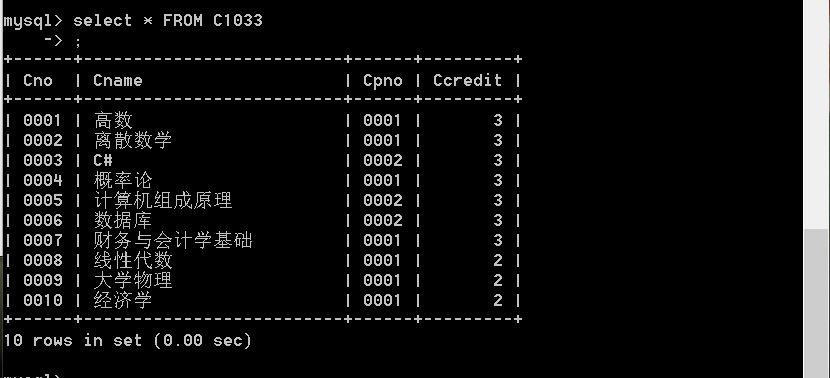 mysql> select * FROM C1033
    -> ;
+------+--------------------------+------+---------+
| Cno  | Cname                    | Cpno | Ccredit |
+------+--------------------------+------+---------+
| 0001 | 高数                     | 0001 |       3 |
| 0002 | 离散数学                 | 0001 |       3 |
| 0003 | C#                       | 0002 |       3 |
| 0004 | 概率论                   | 0001 |       3 |
| 0005 | 计算机组成原理           | 0002 |       3 |
| 0006 | 数据库                   | 0002 |       3 |
| 0007 | 财务与会计学基础         | 0001 |       3 |
| 0008 | 线性代数                 | 0001 |       2 |
| 0009 | 大学物理                 | 0001 |       2 |
| 0010 | 经济学                   | 0001 |       2 |
+------+--------------------------+------+---------+
10 rows in set (0.00 sec)
mysql>